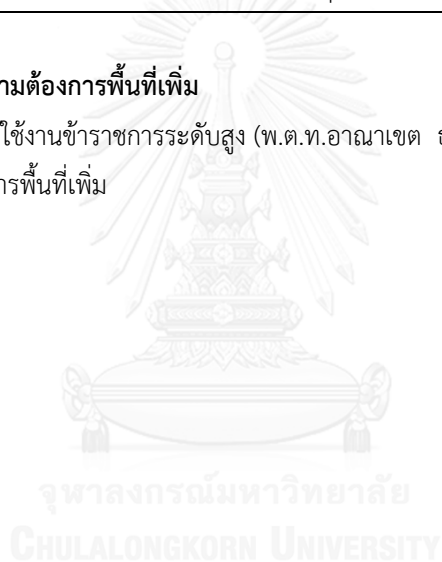 ามต้องการพื้นที่เพิ่ม
ใช้งานข้าราชการระดับสูง (พ.ต.ท.อาณาเขต
ารพื้นที่เพิ่ม
จุฬาลงกรณ์มหาวิทยาลัย
CHULALONGKORN UNIVERSITY